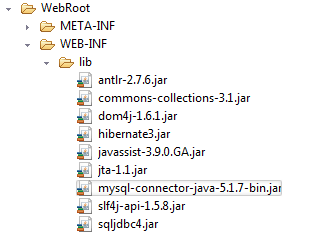 WebRoot
META-INF
WEB-INF
lib
antlr-2.7.6.jar
commons-collections-3.1.jar
dom4j-1.6.1.jar
hibernate3.jar
javassist-3.9.0.GA.jar
jta-1.1.jar
mysql-connector-java-5.1.7-bin.jar
slf4j-api-1.5.8.jar
sqljdbc4.jar